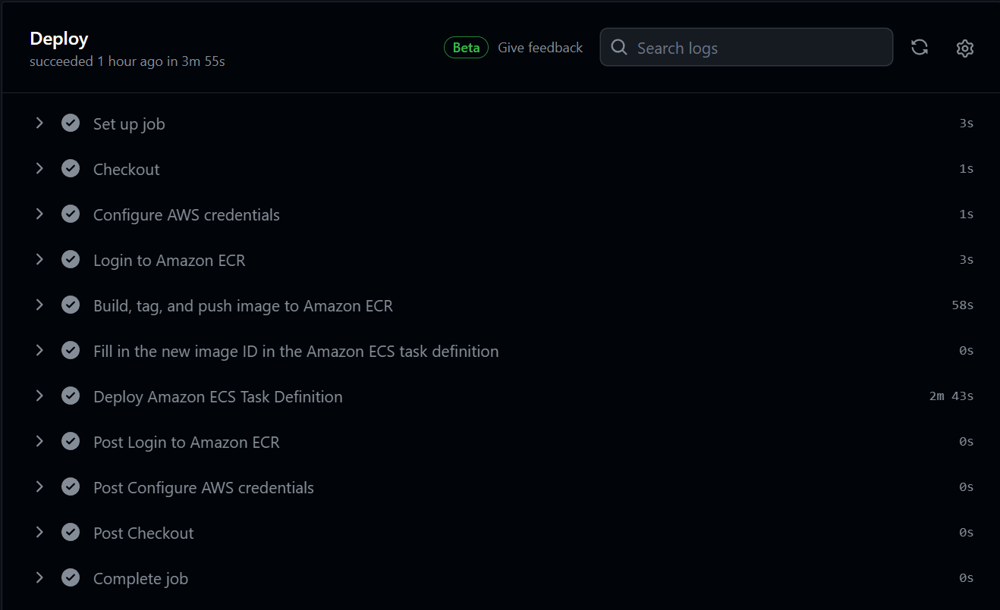 Deploy
succeeded 1 hour ago in 3m 55s
Beta Give feedback Search logs
Set up job 3s
Checkout 1s
Configure AWS credentials 1s
Login to Amazon ECR 3s
Build, tag, and push image to Amazon ECR 58s
Fill in the new image ID in the Amazon ECS task definition 0s
Deploy Amazon ECS Task Definition 2m 43s
Post Login to Amazon ECR 0s
Post Configure AWS credentials 0s
Post Checkout 0s
Complete job 0s